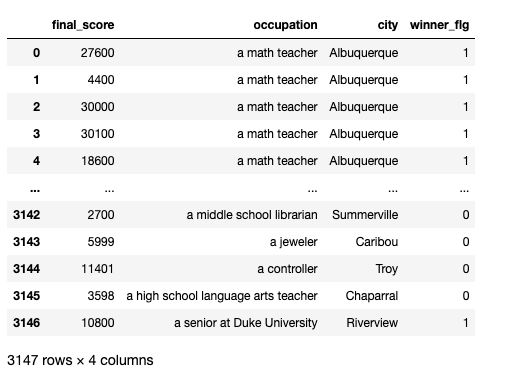 final_score occupation city winner_flg
0 27600 a math teacher Albuquerque 1
1 4400 a math teacher Albuquerque 1
2 30000 a math teacher Albuquerque 1
3 30100 a math teacher Albuquerque 1
4 18600 a math teacher Albuquerque 1
... ... ... ... ...
3142 2700 a middle school librarian Summerville 0
3143 5999 a jeweler Caribou 0
3144 11401 a controller Troy 0
3145 3598 a high school language arts teacher Chaparral 0
3146 10800 a senior at Duke University Riverview 1
3147 rows × 4 columns